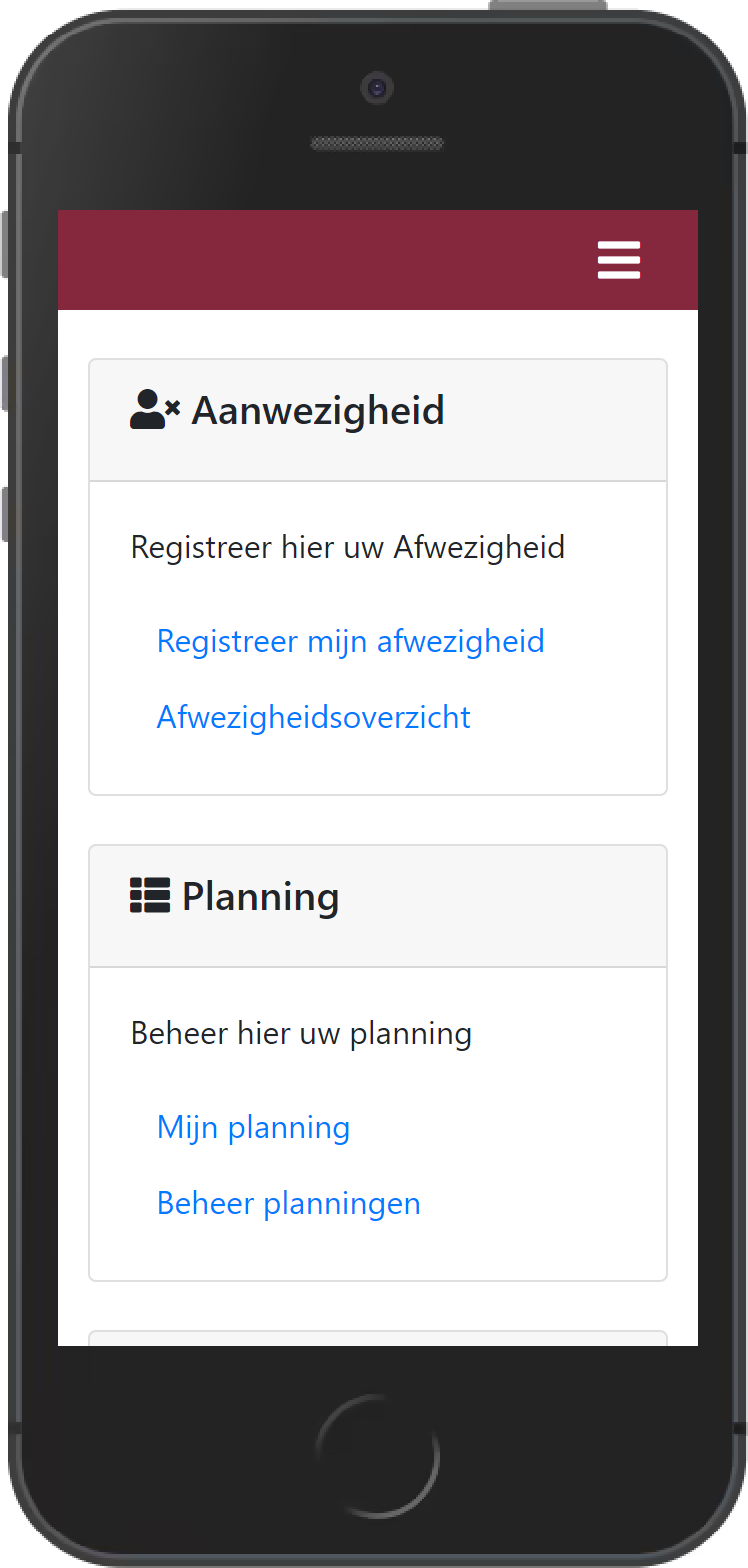 Aanwezigheid
Registreer hier uw Afwezigheid
Registreer mijn afwezigheid
Afwezigheidsoverzicht
Planning
Beheer hier uw planning
Mijn planning
Beheer planningen